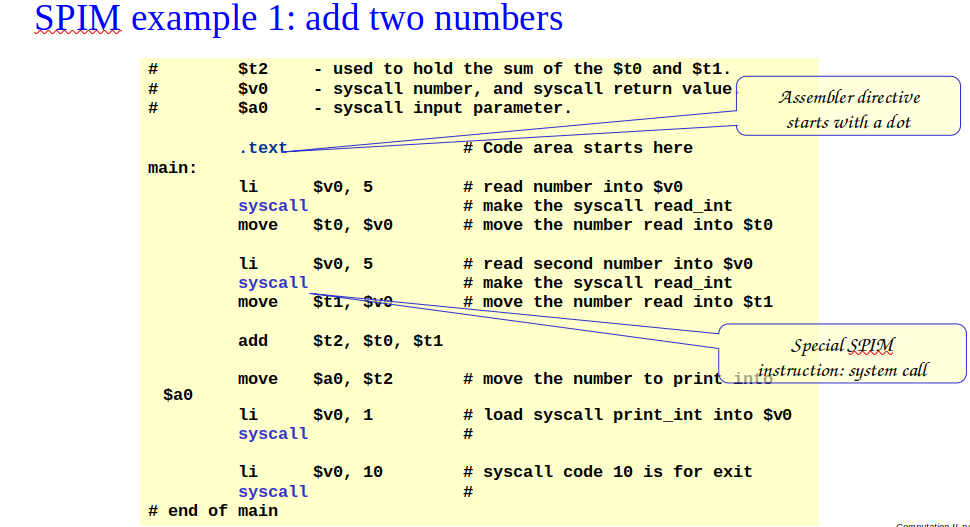 SPIM example 1: add two numbers
# $t2 - used to hold the sum of the $t0 and $t1.
# $v0 - syscall number, and syscall return value.
# $a0 - syscall input parameter.
Assembler directive
starts with a dot
.text # Code area starts here
main:
li $v0, 5 # read number into $v0
syscall # make the syscall read_int
move $t0, $v0 # move the number read into $t0
li $v0, 5 # read second number into $v0
syscall # make the syscall read_int
move $t1, $v0 # move the number read into $t1
add $t2, $t0, $t1
Special SPIM
instruction: system call
move $a0, $t2 # move the number to print into
$a0
li $v0, 1 # load syscall print_int into $v0
syscall #
li $v0, 10 # syscall code 10 is for exit
syscall #
# end of main